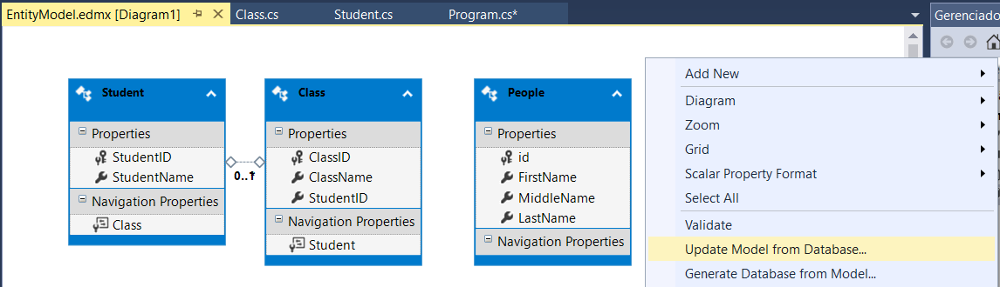 EntityModel.edmx [Diagram1]
Class.cs
Student.cs
Program.cs*
Gerenciado
Student
Properties
StudentID
StudentName
Navigation Properties
Class
0..1
Class
Properties
ClassID
ClassName
StudentID
Navigation Properties
Student
People
Properties
id
FirstName
MiddleName
LastName
Navigation Properties
Add New
Diagram
Zoom
Grid
Scalar Property Format
Select All
Validate
Update Model from Database...
Generate Database from Model...